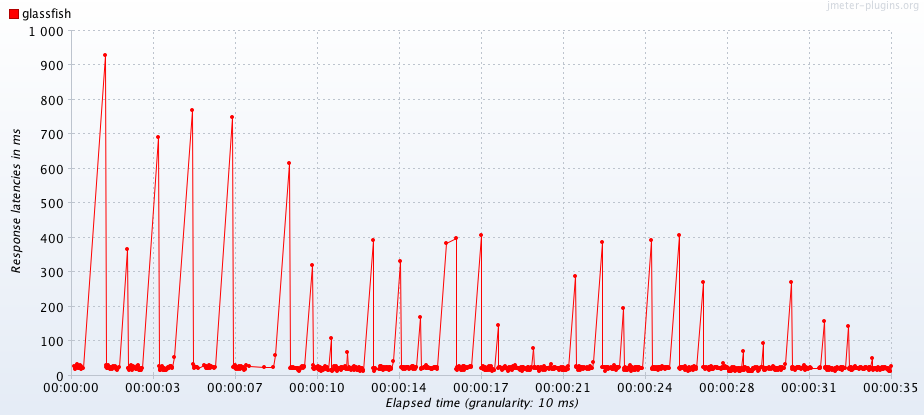 jmeter-plugins.org
glassfish
1 000
900
800
700
600
500
400
300
200
100
0
Response latencies in ms
00:00:00 00:00:03 00:00:07 00:00:10 00:00:14 00:00:17 00:00:21 00:00:24 00:00:28 00:00:31 00:00:35
Elapsed time (granularity: 10 ms)